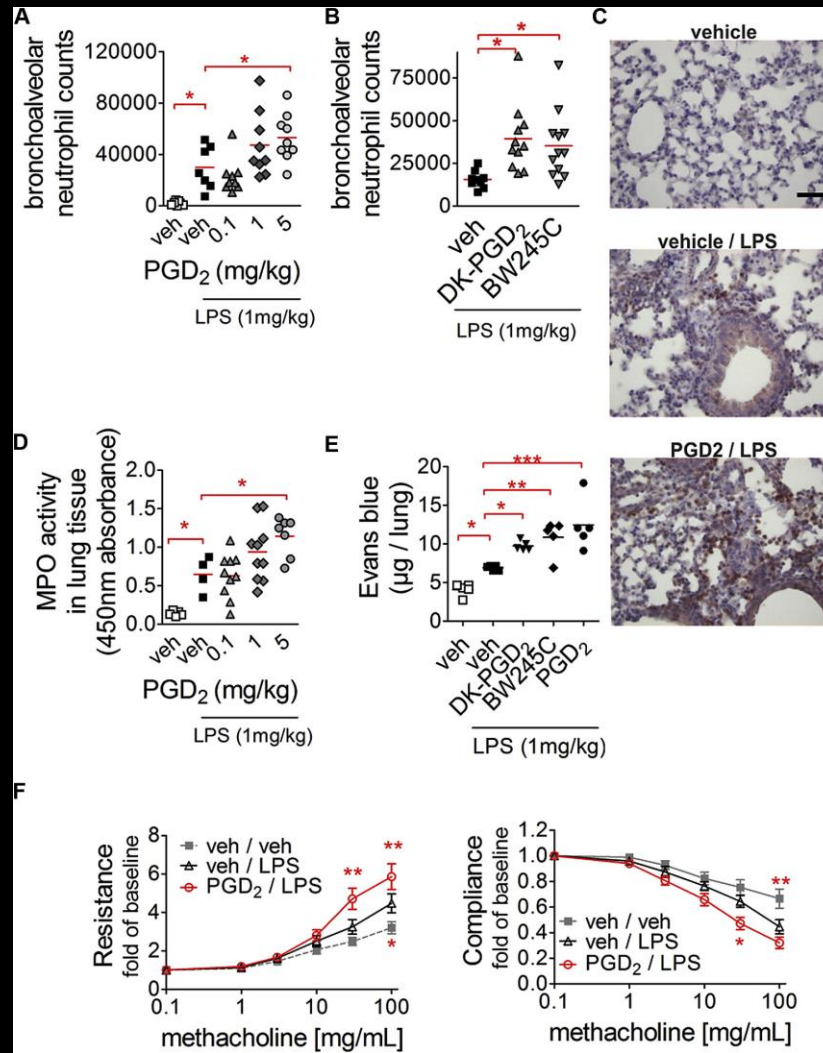 A
bronchoalveolar
neutrophil counts
120000
80000
40000
0
*
*
veh
veh
0.1
1
5
PGD₂ (mg/kg)
LPS (1mg/kg)
B
bronchoalveolar
neutrophil counts
75000
50000
25000
0
*
*
veh
DK-PGD₂
BW245C
LPS (1mg/kg)
C
vehicle
vehicle / LPS
PGD2 / LPS
D
MPO activity
in lung tissue
(450nm absorbance)
2.0
1.5
1.0
0.5
0.0
*
*
veh
veh
0.1
1
5
PGD₂ (mg/kg)
LPS (1mg/kg)
E
Evans blue
(µg / lung)
20
15
10
5
0
***
**
*
*
veh
veh
DK-PGD₂
BW245C
PGD₂
LPS (1mg/kg)
F
Resistance
fold of baseline
8
6
4
2
0
veh / veh
veh / LPS
PGD₂ / LPS
**
**
*
0.1
1
10
100
methacholine [mg/mL]
Compliance
fold of baseline
1.2
1.0
0.8
0.6
0.4
0.2
0.0
**
veh / veh
veh / LPS
PGD₂ / LPS
*
0.1
1
10
100
methacholine [mg/mL]